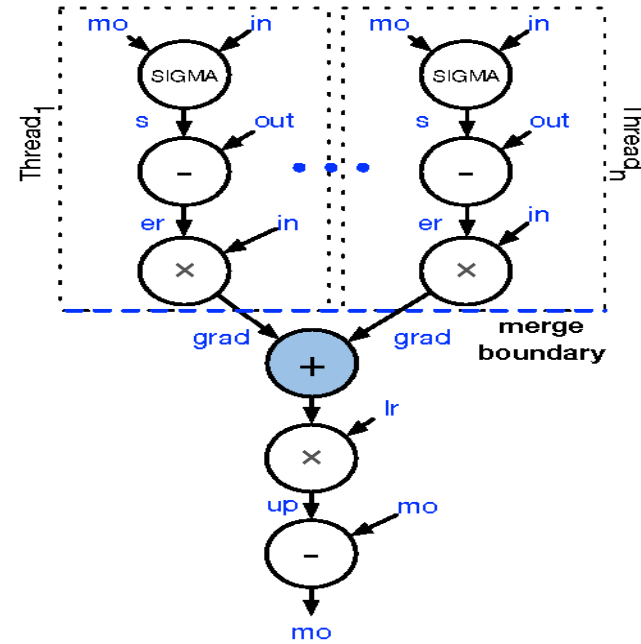 mo in mo in
SIGMA SIGMA
Thread1 Threadn
s out s out
- -
er in er in
× ×
grad grad
merge
boundary
+
lr
×
up mo
-
mo